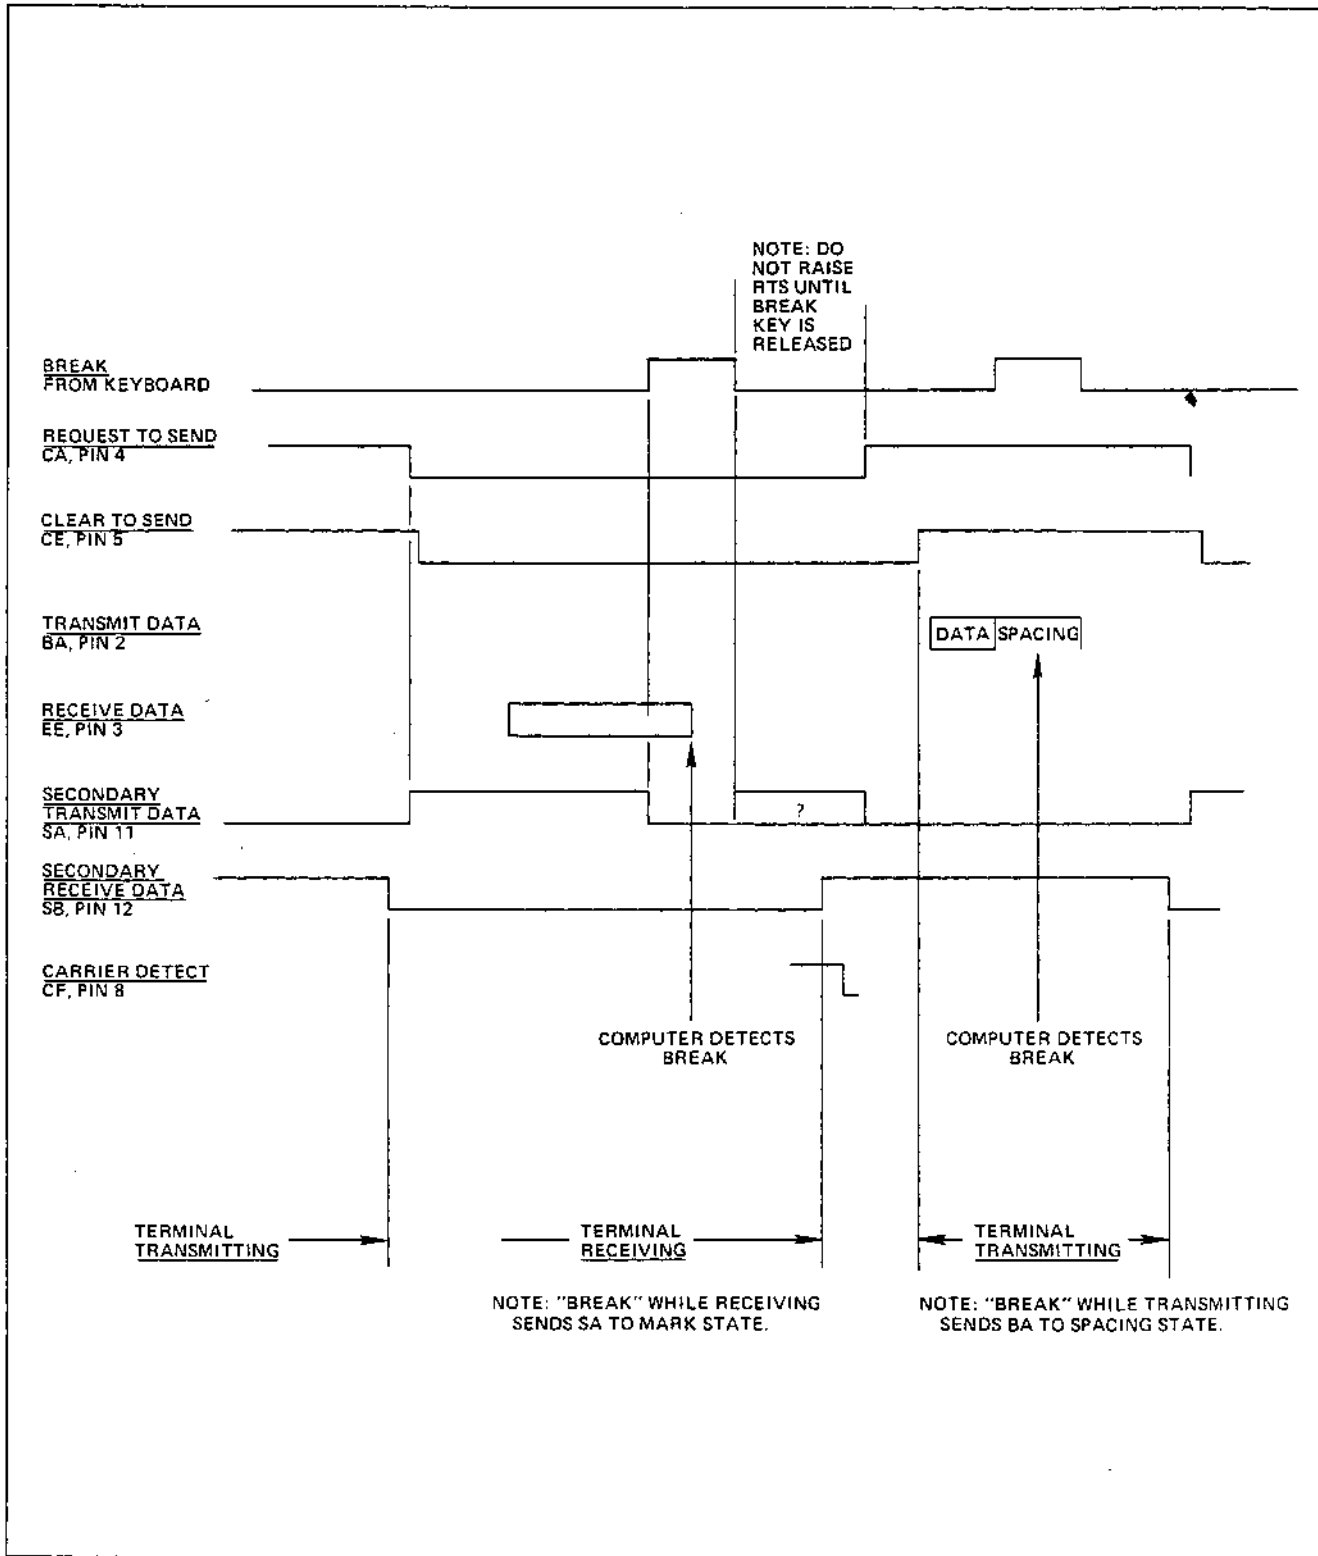 NOTE: DO
NOT RAISE
RTS UNTIL
BREAK
KEY IS
RELEASED
BREAK
FROM KEYBOARD
REQUEST TO SEND
CA, PIN 4
CLEAR TO SEND
CE, PIN 5
TRANSMIT DATA
BA, PIN 2
DATA SPACING
RECEIVE DATA
EE, PIN 3
SECONDARY
TRANSMIT DATA
SA, PIN 11
?
SECONDARY
RECEIVE DATA
SB, PIN 12
CARRIER DETECT
CF, PIN 8
COMPUTER DETECTS
BREAK
COMPUTER DETECTS
BREAK
TERMINAL
TRANSMITTING
TERMINAL
RECEIVING
TERMINAL
TRANSMITTING
NOTE: "BREAK" WHILE RECEIVING
SENDS SA TO MARK STATE.
NOTE: "BREAK" WHILE TRANSMITTING
SENDS BA TO SPACING STATE.